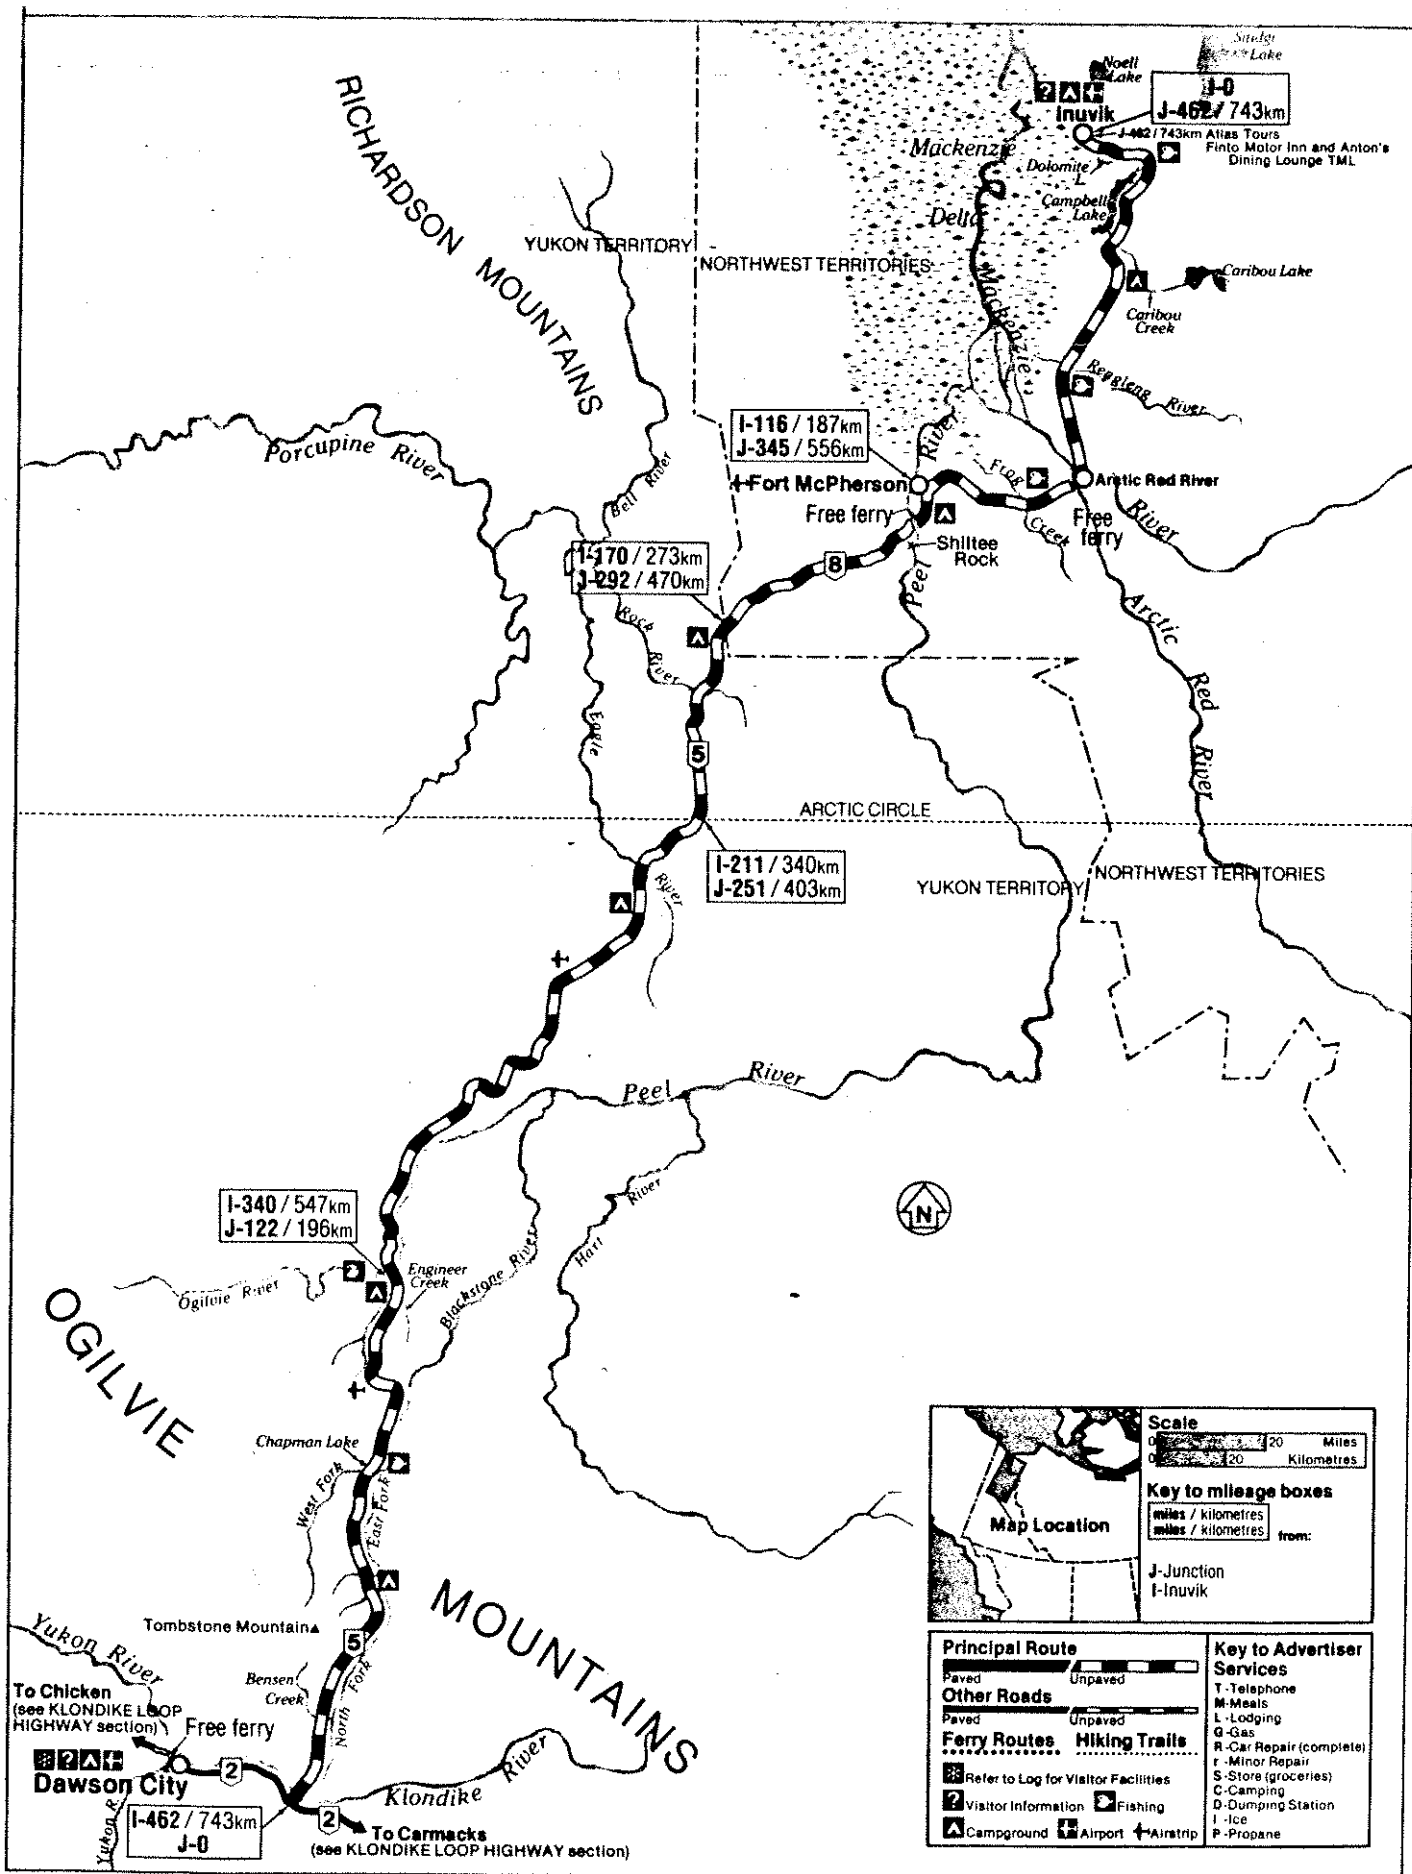 Sitidgi
Lake
Noell
Lake
I-0
J-462 / 743km
Inuvik
J-462 / 743km Atlas Tours
Finto Motor Inn and Anton's
Dining Lounge TML
Mackenzie
Dolomite
L.
Delta
Campbell
Lake
RICHARDSON MOUNTAINS
YUKON TERRITORY
NORTHWEST TERRITORIES
Mackenzie
Caribou Lake
Caribou
Creek
Rengleng River
River
I-116 / 187km
J-345 / 556km
Porcupine River
Bell River
Fort McPherson
Frog
Creek
Arctic Red River
Free ferry
Free
ferry
River
Shiltee
Rock
I-170 / 273km
J-292 / 470km
8
Peel
Rock
River
Arctic
Red
River
Eagle
5
ARCTIC CIRCLE
I-211 / 340km
J-251 / 403km
River
YUKON TERRITORY
NORTHWEST TERRITORIES
Peel River
I-340 / 547km
J-122 / 196km
Hart River
N
Engineer
Creek
Blackstone River
Ogilvie River
OGILVIE
MOUNTAINS
Chapman Lake
West Fork
East Fork
Tombstone Mountain
5
Yukon River
Bensen
Creek
North Fork
To Chicken
(see KLONDIKE LOOP
HIGHWAY section)
Free ferry
?
Dawson City
2
Klondike River
Yukon R.
I-462 / 743km
J-0
2
To Carmacks
(see KLONDIKE LOOP HIGHWAY section)
Map Location
Scale
0 20 Miles
0 20 Kilometres
Key to mileage boxes
miles / kilometres
miles / kilometres
from:
J-Junction
I-Inuvik
Principal Route
Paved Unpaved
Other Roads
Paved Unpaved
Ferry Routes Hiking Trails
Refer to Log for Visitor Facilities
? Visitor Information Fishing
Campground Airport Airstrip
Key to Advertiser
Services
T -Telephone
M-Meals
L -Lodging
G -Gas
R -Car Repair (complete)
r -Minor Repair
S -Store (groceries)
C -Camping
D -Dumping Station
I -Ice
P -Propane